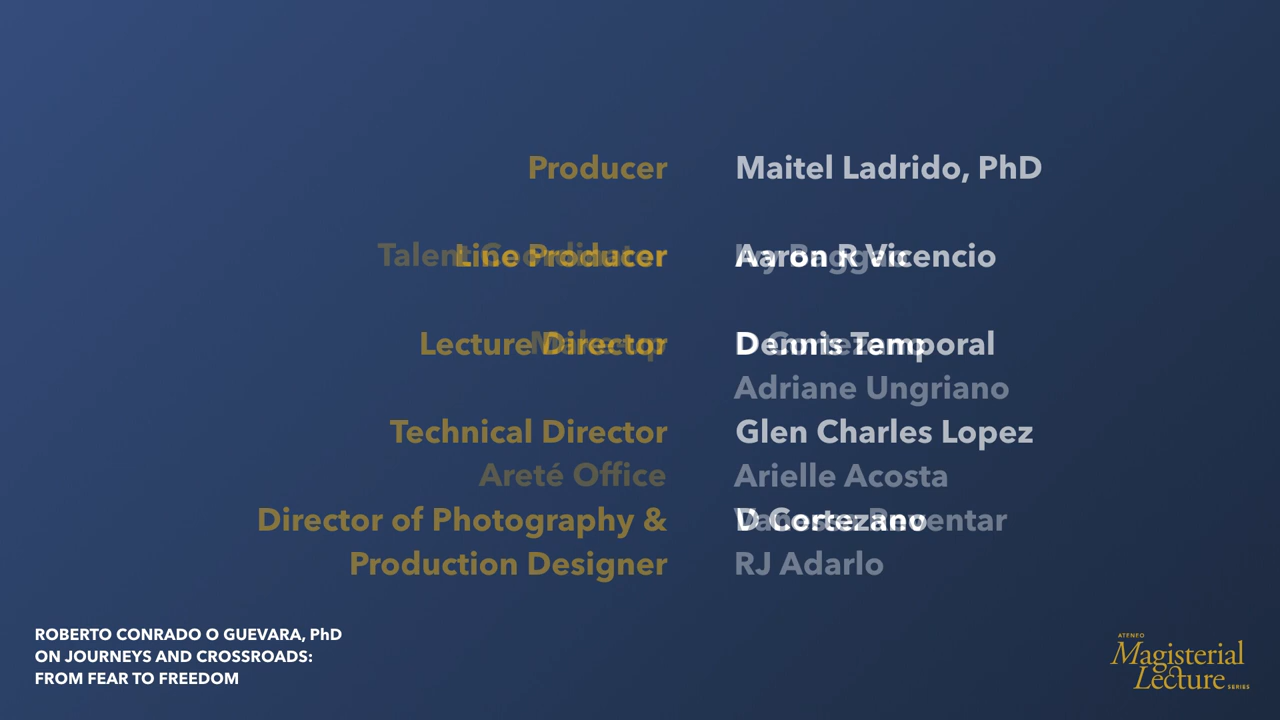 Producer Maitel Ladrido, PhD
Talent Line Producer Aaron R Vicencio
Lecture Director Dennis Temporal
Adriane Ungriano
Technical Director Glen Charles Lopez
Areté Office Arielle Acosta
Director of Photography & D Cortezano
Production Designer RJ Adarlo
ROBERTO CONRADO O GUEVARA, PhD
ON JOURNEYS AND CROSSROADS:
FROM FEAR TO FREEDOM
ATENEO
Magisterial
Lecture SERIES